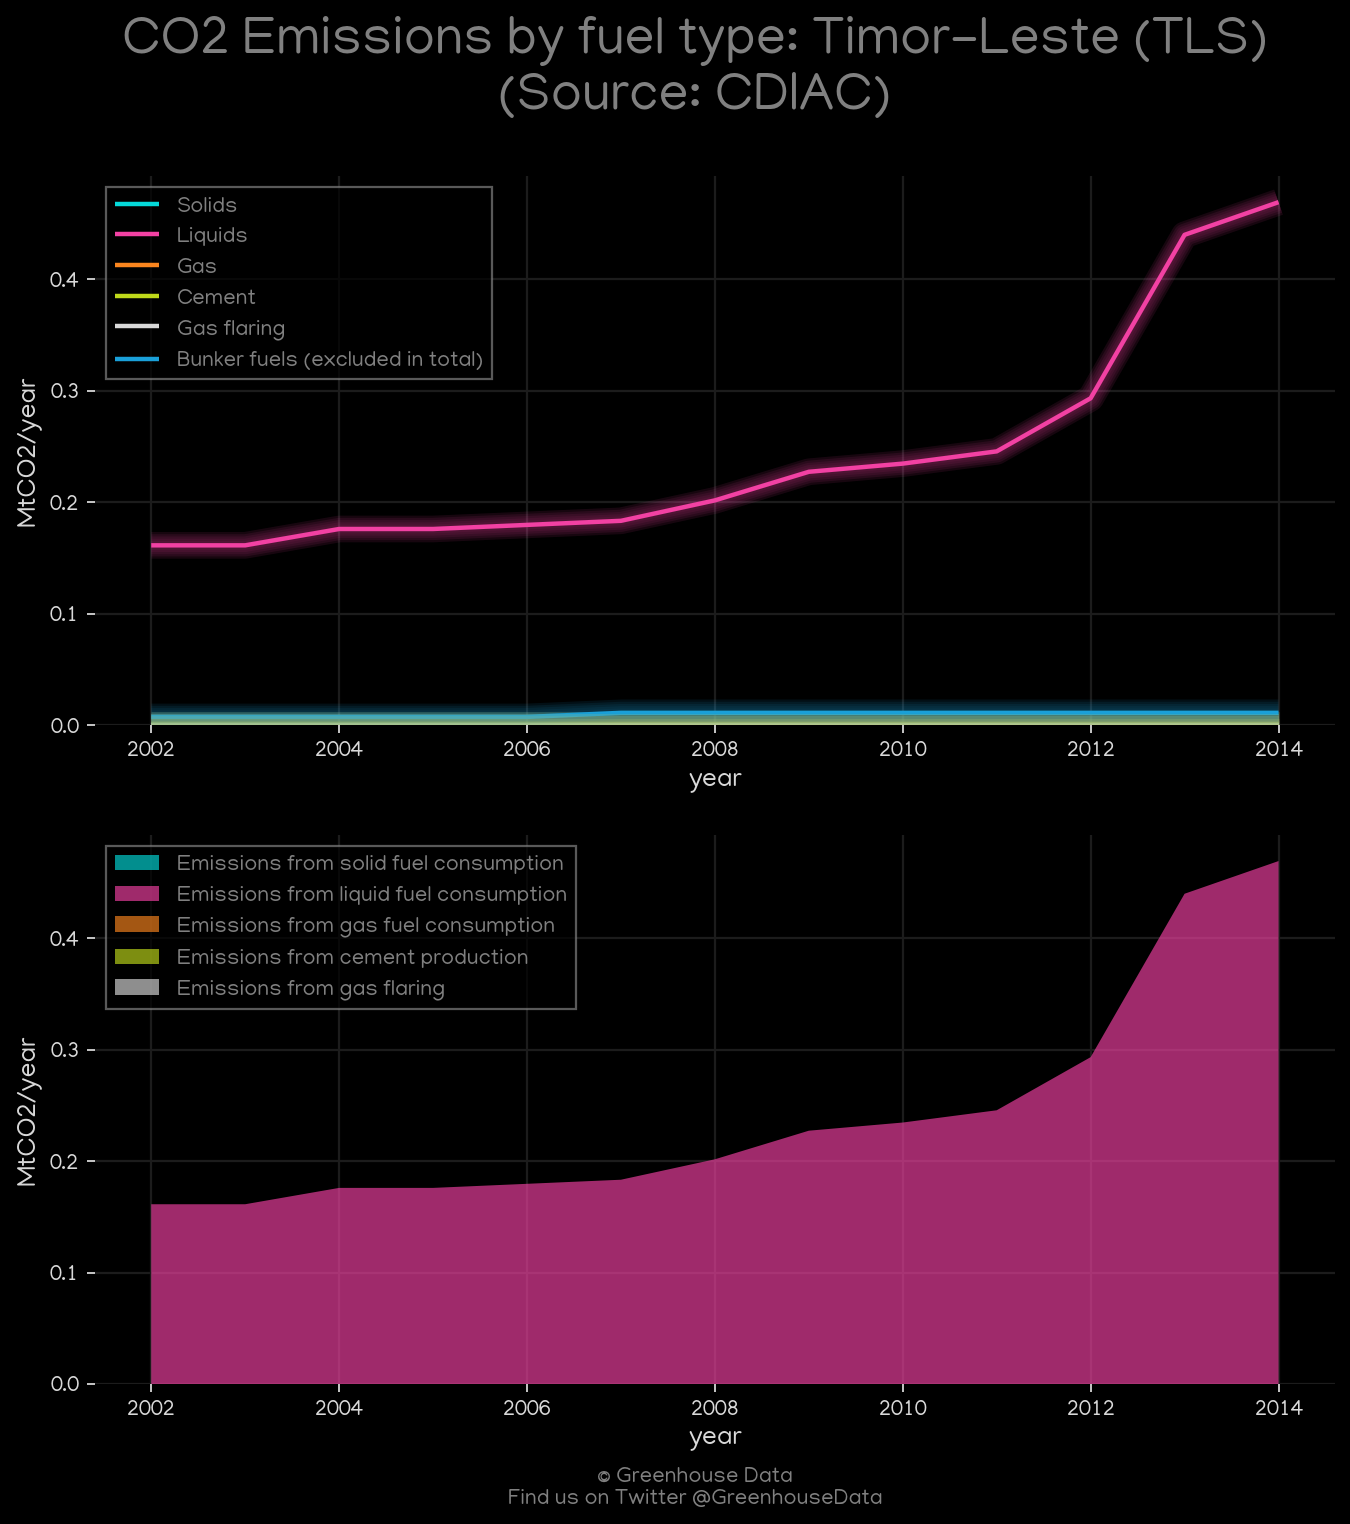 CO2 Emissions by fuel type: Timor-Leste (TLS)
(Source: CDIAC)
Solids
Liquids
Gas
Cement
Gas flaring
Bunker fuels (excluded in total)
MtCO2/year
0.4
0.3
0.2
0.1
0.0
2002 2004 2006 2008 2010 2012 2014
year
Emissions from solid fuel consumption
Emissions from liquid fuel consumption
Emissions from gas fuel consumption
Emissions from cement production
Emissions from gas flaring
MtCO2/year
0.4
0.3
0.2
0.1
0.0
2002 2004 2006 2008 2010 2012 2014
year
© Greenhouse Data
Find us on Twitter @GreenhouseData